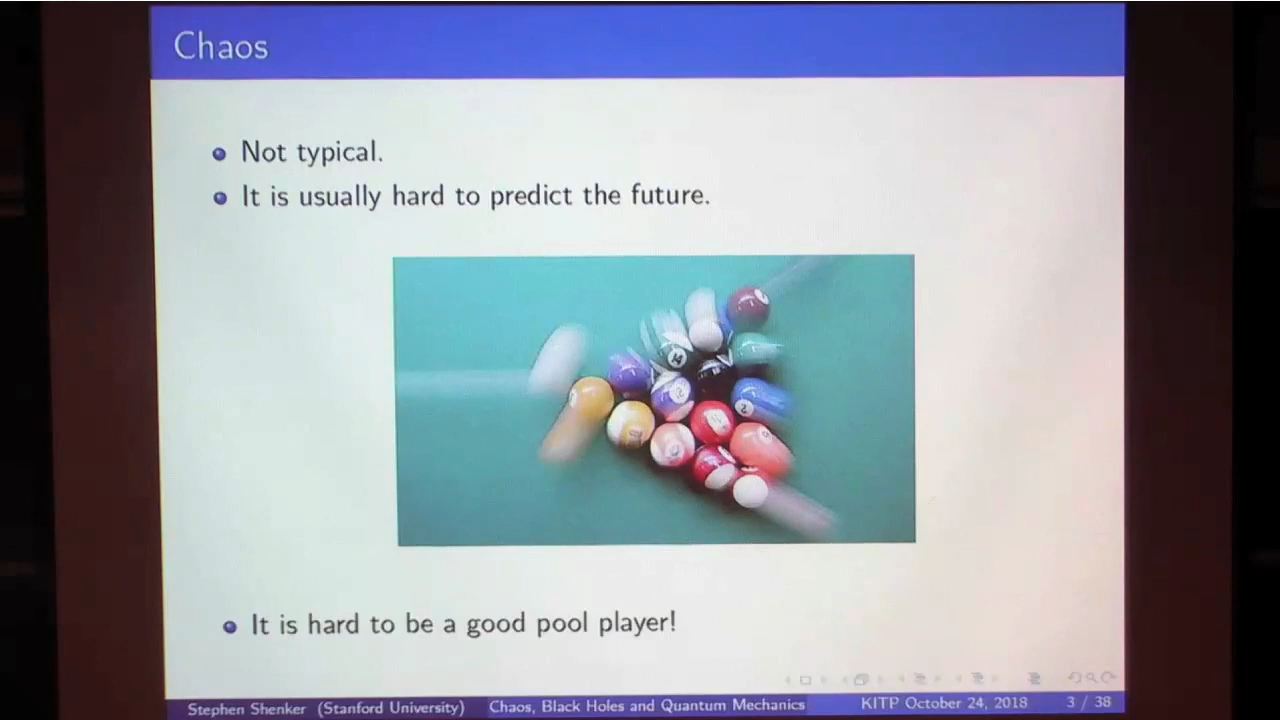 Chaos
Not typical.
It is usually hard to predict the future.
It is hard to be a good pool player!
Stephen Shenker (Stanford University) Chaos, Black Holes and Quantum Mechanics KITP October 24, 2018 3 / 38